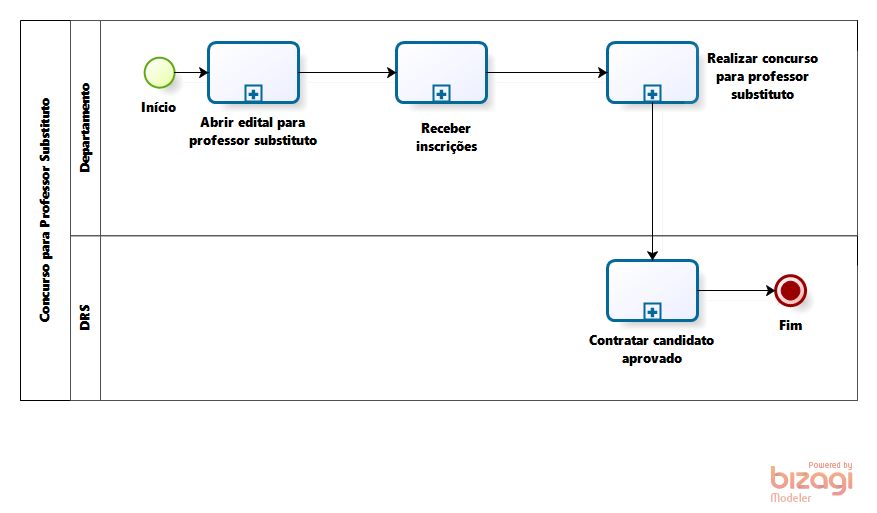 Concurso para Professor Substituto
Departamento
Início
Abrir edital para
professor substituto
Receber
inscrições
Realizar concurso
para professor
substituto
DRS
Contratar candidato
aprovado
Fim
Powered by
bizagi
Modeler